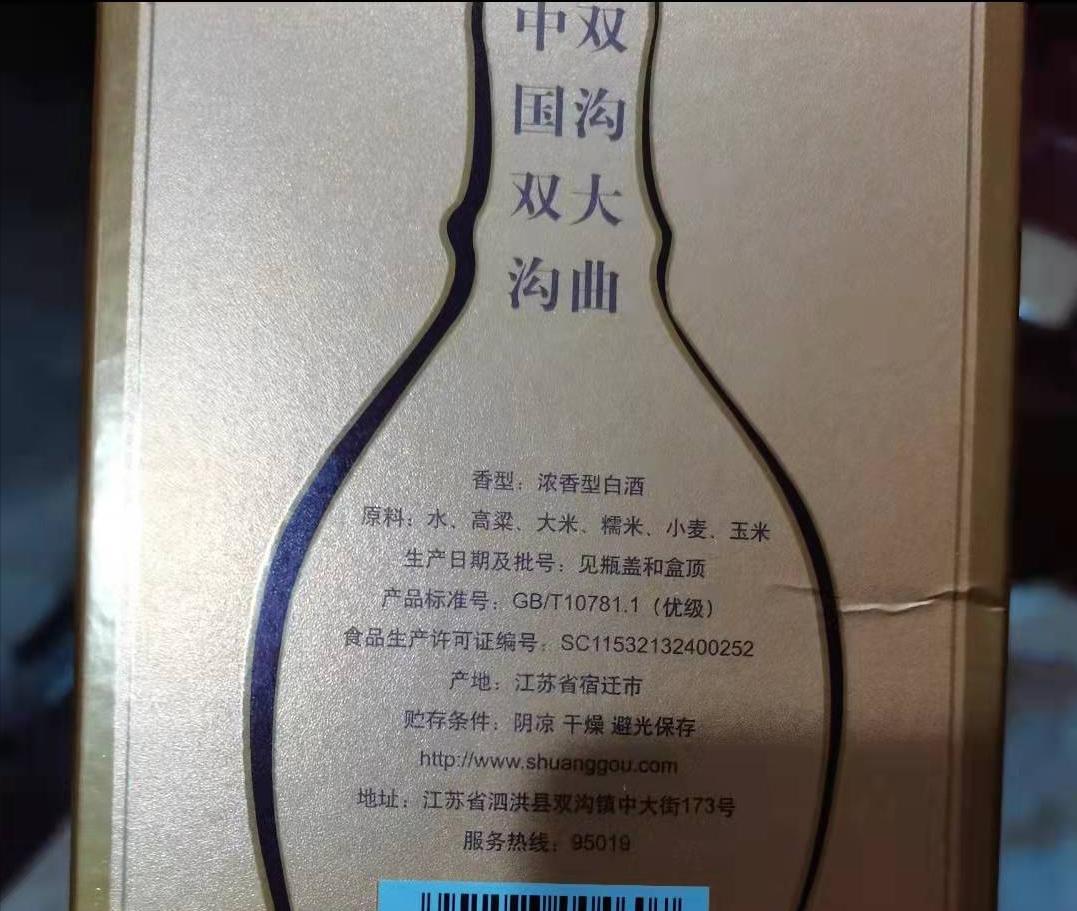 双沟大曲
中国双沟
香型：浓香型白酒
原料：水、高粱、大米、糯米、小麦、玉米
生产日期及批号：见瓶盖和盒顶
产品标准号：GB/T10781.1（优级）
食品生产许可证编号：SC11532132400252
产地：江苏省宿迁市
贮存条件：阴凉 干燥 避光保存
http://www.shuanggou.com
地址：江苏省泗洪县双沟镇中大街173号
服务热线：95019